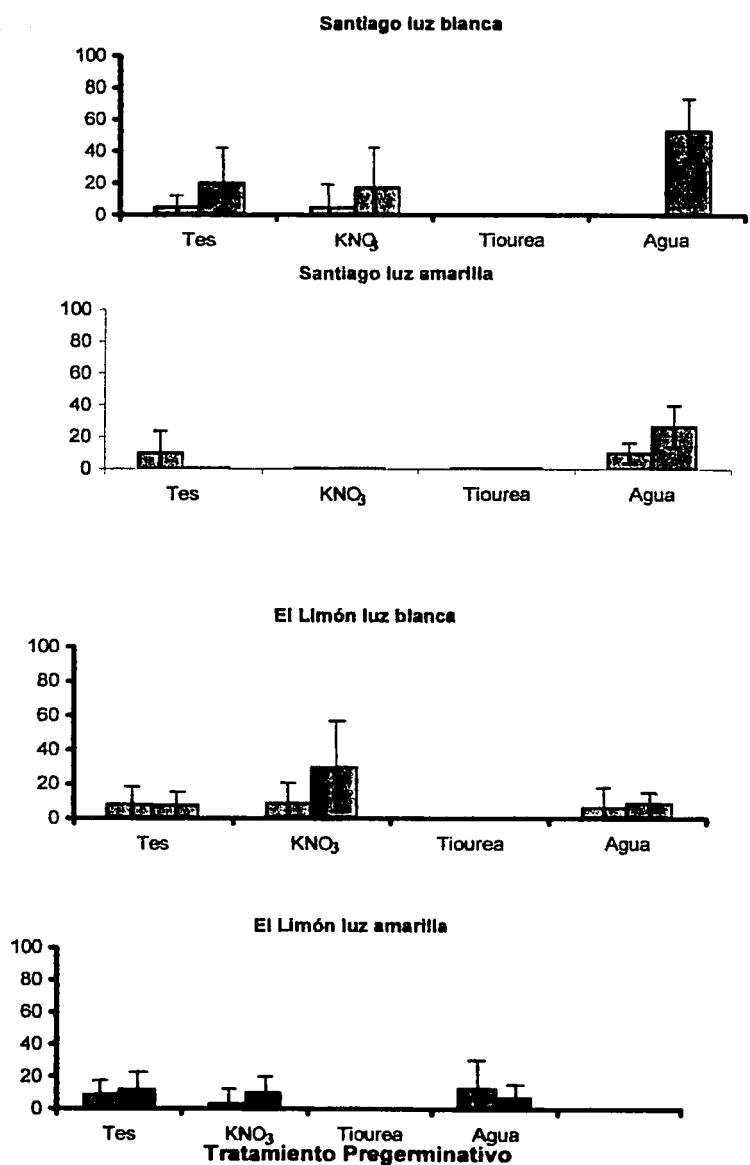 Santiago luz blanca
100
80
60
40
20
0
Tes KNO3 Tiourea Agua
Santiago luz amarilla
100
80
60
40
20
0
Tes KNO3 Tiourea Agua
El Limón luz blanca
100
80
60
40
20
0
Tes KNO3 Tiourea Agua
El Limón luz amarilla
100
80
60
40
20
0
Tes KNO3 Tiourea Agua
Tratamiento Pregerminativo